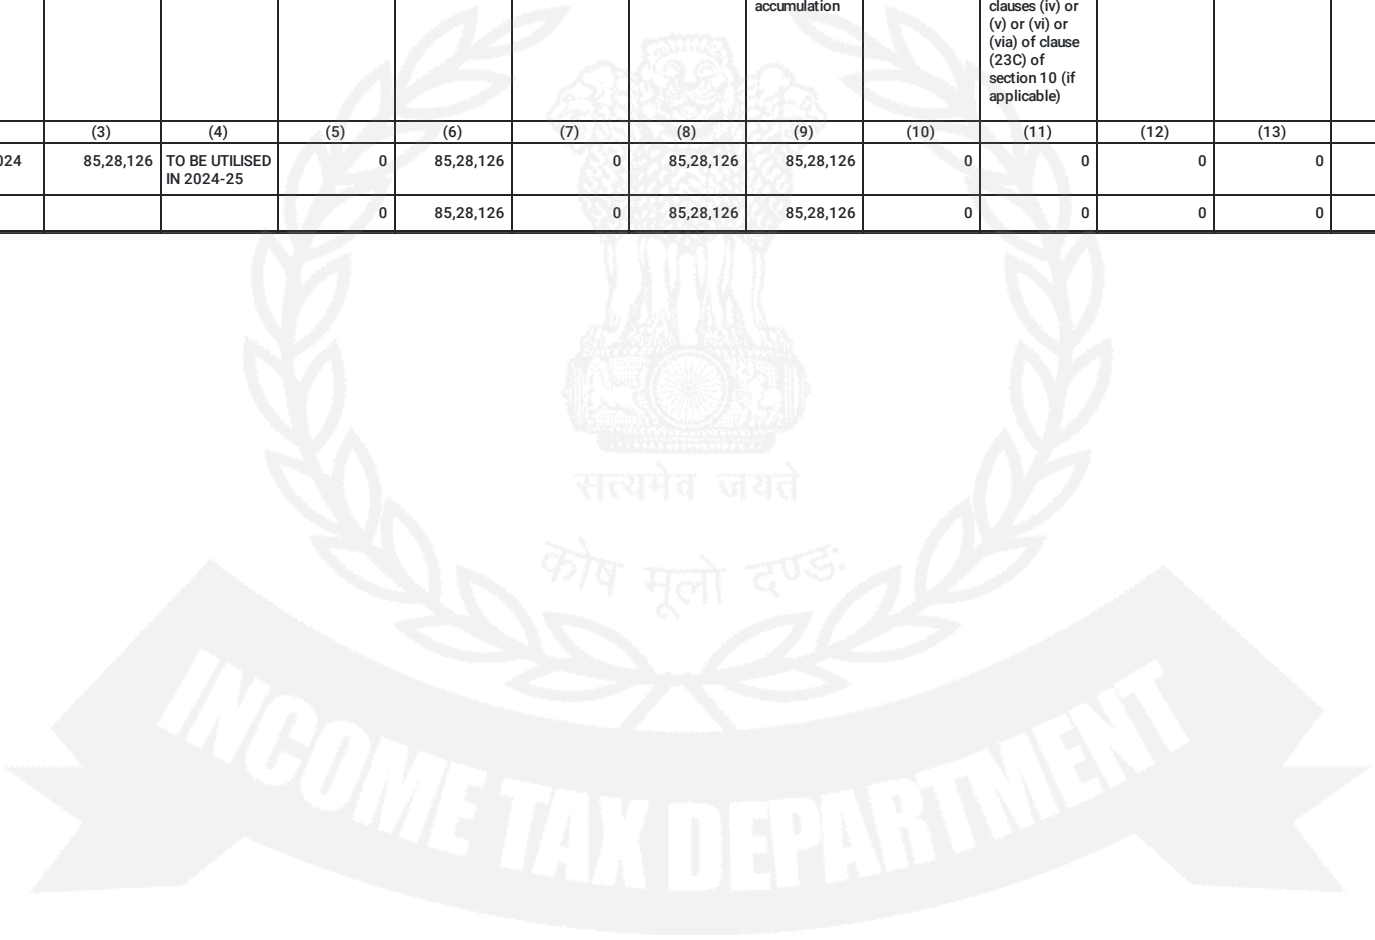 accumulation
clauses (iv) or
(v) or (vi) or
(via) of clause
(23C) of
section 10 (if
applicable)
(3) (4) (5) (6) (7) (8) (9) (10) (11) (12) (13)
024 85,28,126 TO BE UTILISED 0 85,28,126 0 85,28,126 85,28,126 0 0 0 0
IN 2024-25
0 85,28,126 0 85,28,126 85,28,126 0 0 0 0
सत्यमेव जयते
कोष मूलो दण्डः
INCOME TAX DEPARTMENT